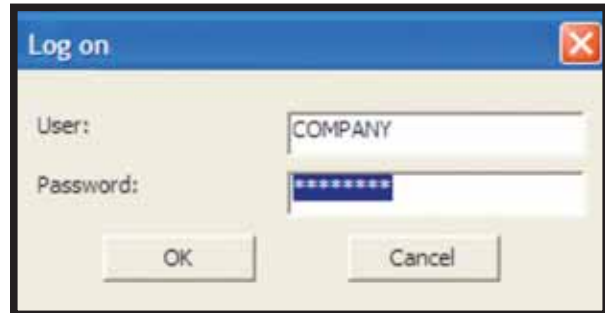 Log on
User:
COMPANY
Password:
********
OK
Cancel